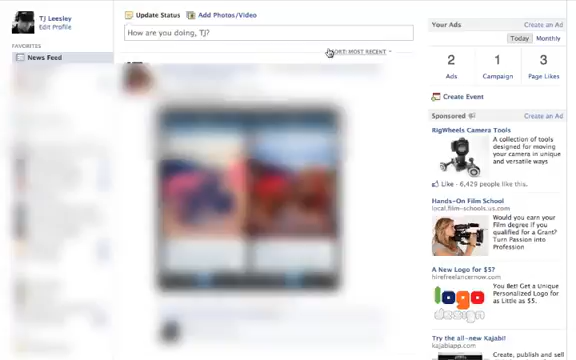 TJ Leesley
Edit Profile
FAVORITES
News Feed
Update Status
Add Photos/Video
How are you doing, TJ?
SORT: MOST RECENT
Your Ads
Create an Ad
Today
Monthly
2
1
3
Ads
Campaign
Page Likes
Create Event
Sponsored
Create an Ad
RigWheels Camera Tools
A collection of tools
designed for moving
your camera in unique
and versatile ways
Like · 6,429 people like this.
Hands-On Film School
local.film-schools.us.com
Would you earn your
Film degree if you
qualified for a Grant?
Turn Passion into
Profession
A New Logo for $5?
hirefreelancernow.com
logo
design
You Bet! Get a Unique
Personalized Logo for
as Little as $5.
Try the all-new Kajabi!
kajabiapp.com
Create, publish and sell